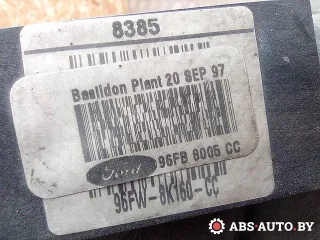 8385
Basildon Plant 20 SEP 97
Ford
96FB 8005 CC
96FW-8K160-CC
ABS-AUTO.BY